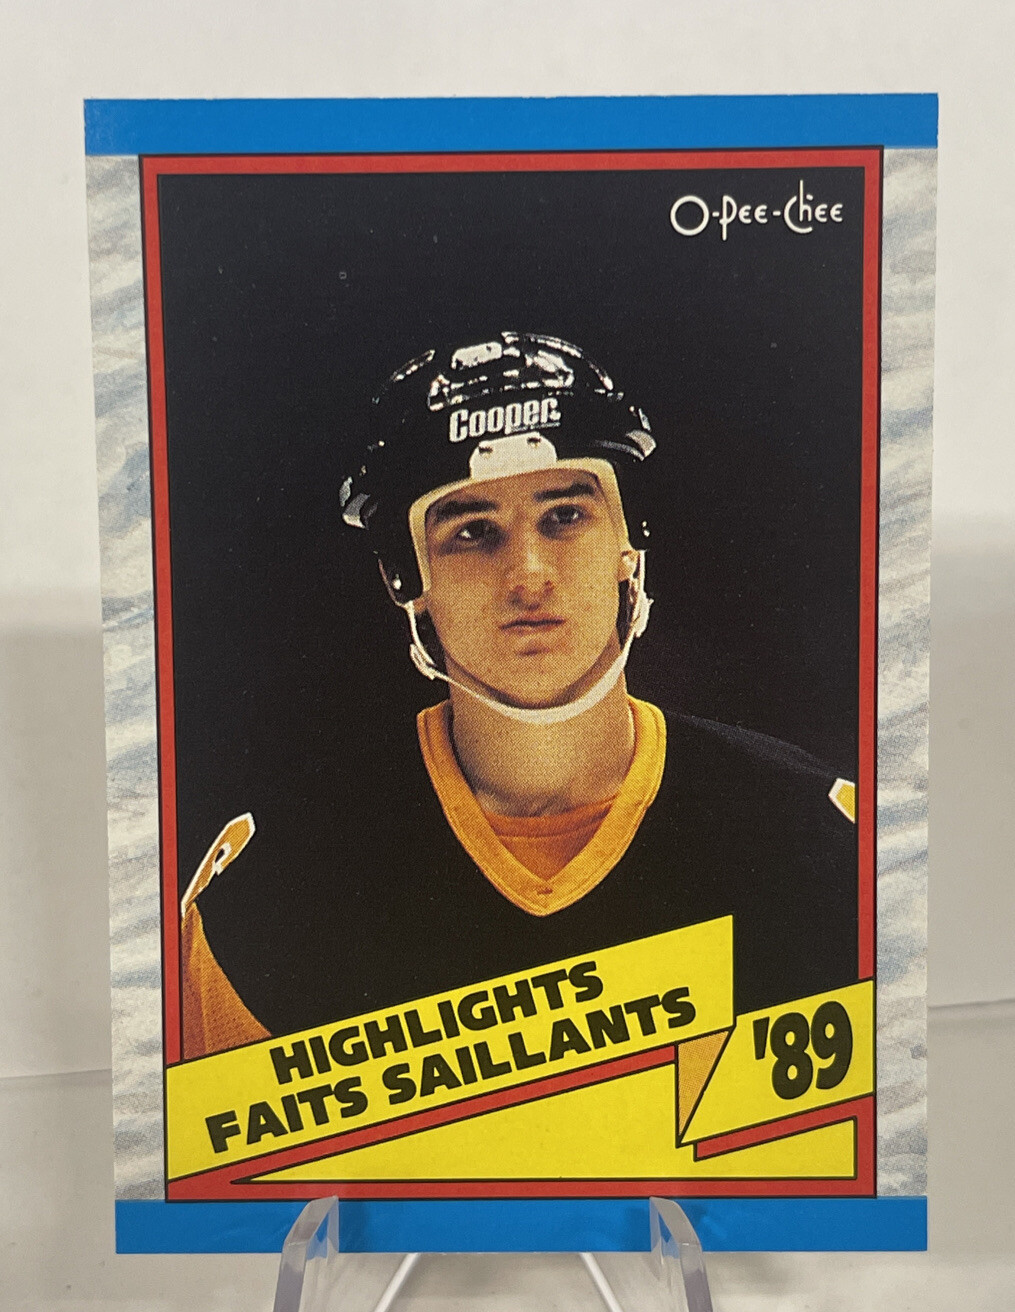 O-Pee-Chee
Cooper
HIGHLIGHTS
FAITS SAILLANTS
'89